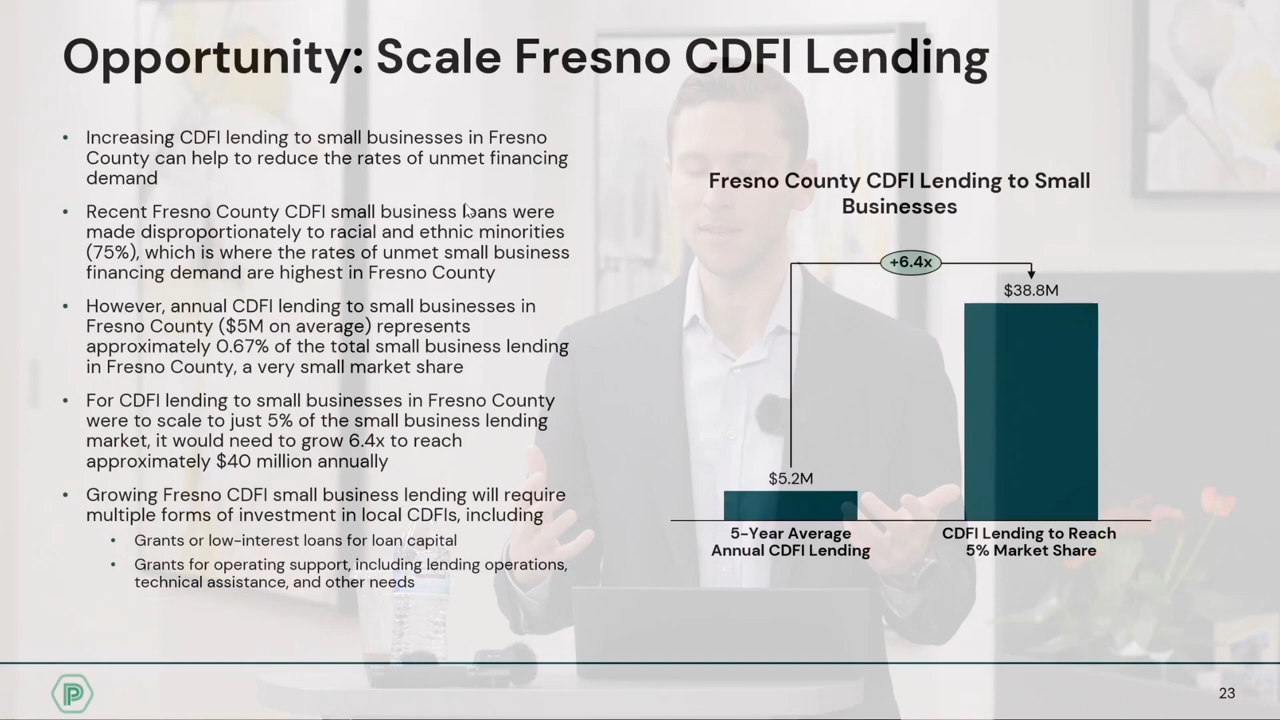 Opportunity: Scale Fresno CDFI Lending
• Increasing CDFI lending to small businesses in Fresno
County can help to reduce the rates of unmet financing
demand
• Recent Fresno County CDFI small business loans were
made disproportionately to racial and ethnic minorities
(75%), which is where the rates of unmet small business
financing demand are highest in Fresno County
• However, annual CDFI lending to small businesses in
Fresno County ($5M on average) represents
approximately 0.67% of the total small business lending
in Fresno County, a very small market share
• For CDFI lending to small businesses in Fresno County
were to scale to just 5% of the small business lending
market, it would need to grow 6.4x to reach
approximately $40 million annually
• Growing Fresno CDFI small business lending will require
multiple forms of investment in local CDFIs, including
• Grants or low-interest loans for loan capital
• Grants for operating support, including lending operations,
technical assistance, and other needs
Fresno County CDFI Lending to Small
Businesses
+6.4x
$38.8M
$5.2M
5-Year Average
Annual CDFI Lending
CDFI Lending to Reach
5% Market Share
P
23